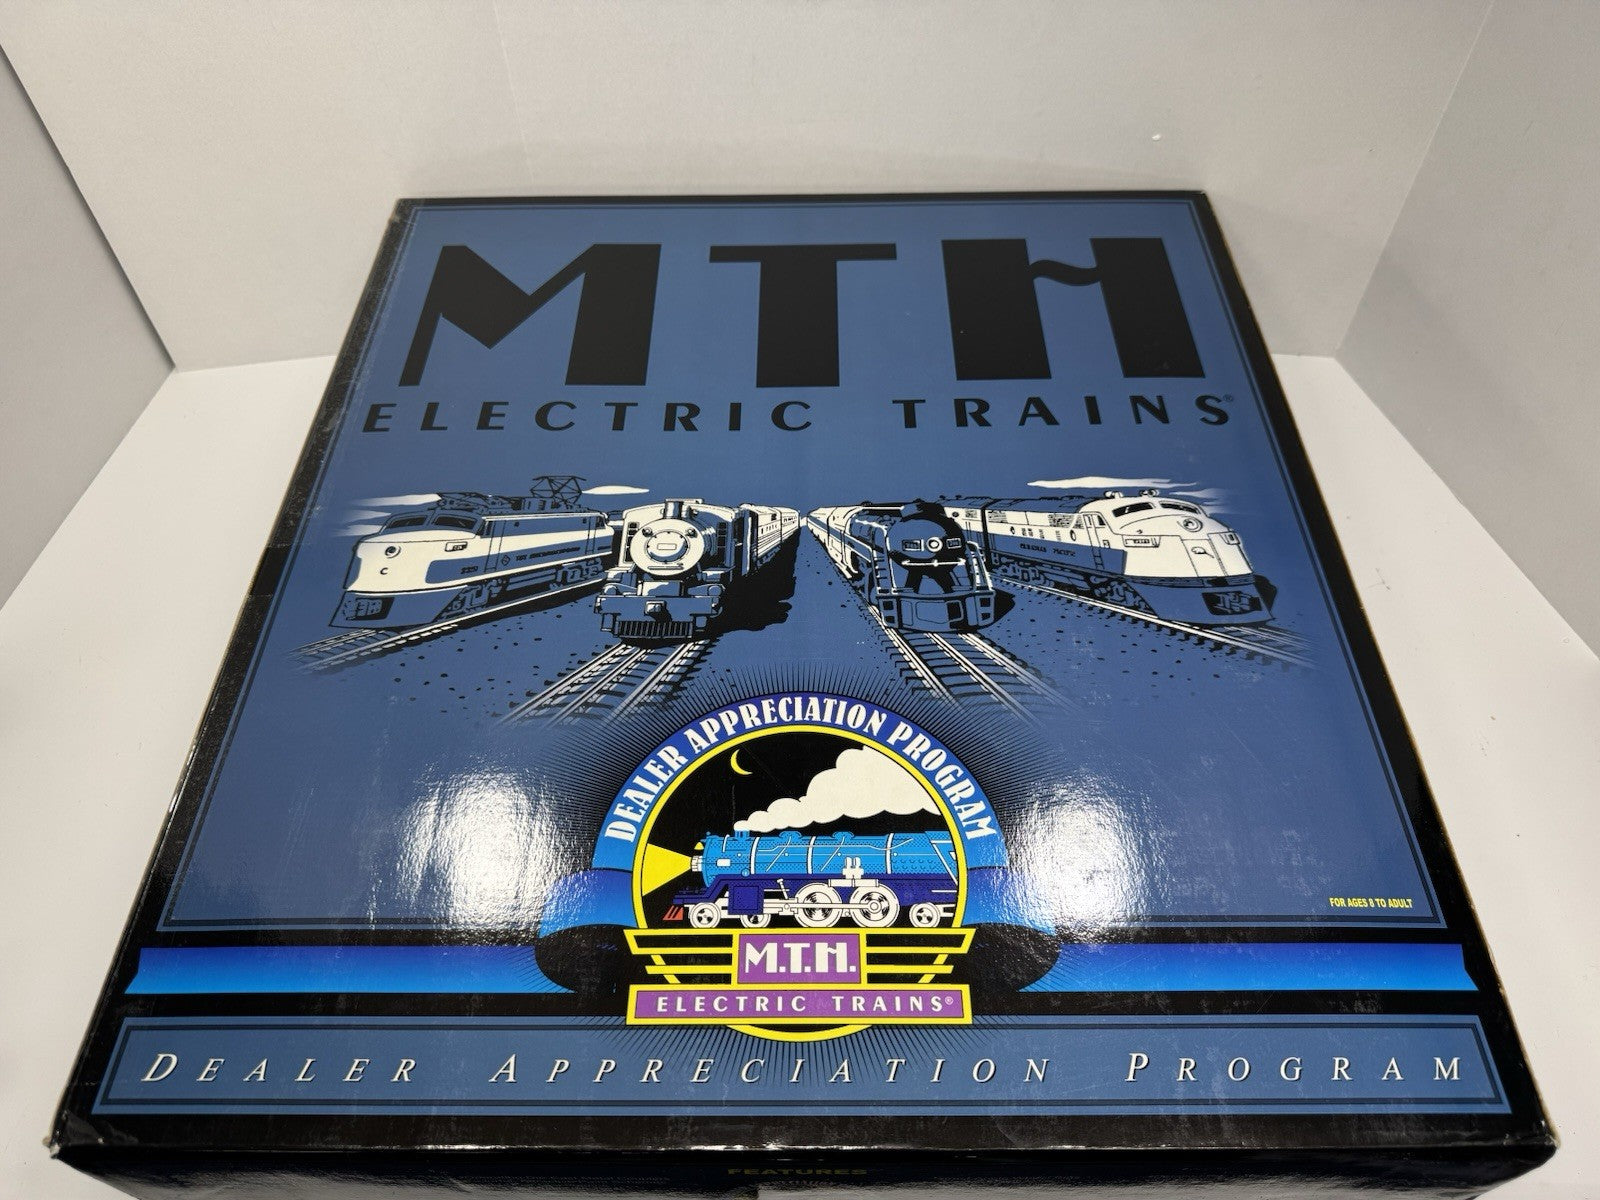 MTH
ELECTRIC TRAINS®
DEALER APPRECIATION PROGRAM
FOR AGES 8 TO ADULT
M.T.H.
ELECTRIC TRAINS®
DEALER APPRECIATION PROGRAM
FEATURES